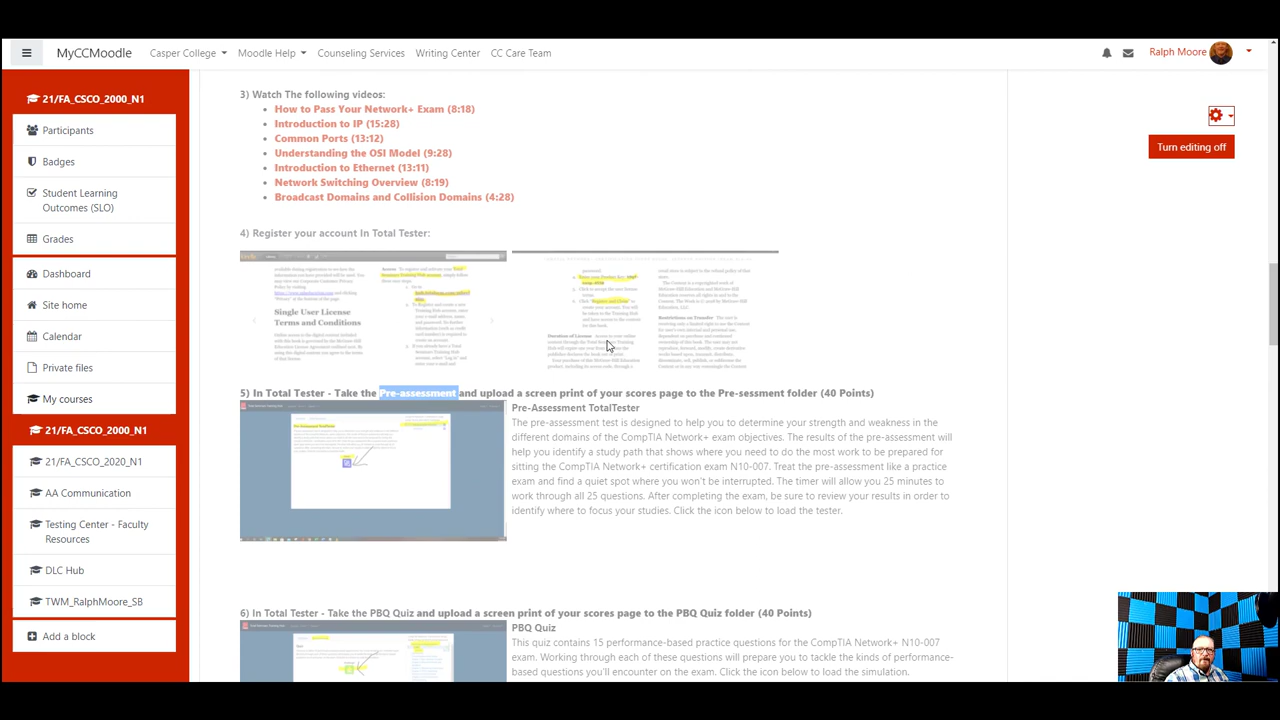 MyCCMoodle
Casper College
Moodle Help
Counseling Services
Writing Center
CC Care Team
Ralph Moore
21/FA_CSCO_2000_N1
Participants
Badges
Student Learning
Outcomes (SLO)
Grades
Dashboard
Site home
Calendar
Private files
My courses
21/FA_CSCO_2000_N1
21/FA_CSCO_2020_N1
AA Communication
Testing Center - Faculty
Resources
DLC Hub
TWM_RalphMoore_SB
Add a block
Turn editing off
3) Watch The following videos:
How to Pass Your Network+ Exam (8:18)
Introduction to IP (15:28)
Common Ports (13:12)
Understanding the OSI Model (9:28)
Introduction to Ethernet (13:11)
Network Switching Overview (8:19)
Broadcast Domains and Collision Domains (4:28)
4) Register your account In Total Tester:
Single User License
Terms and Conditions
5) In Total Tester - Take the Pre-assessment and upload a screen print of your scores page to the Pre-sessment folder (40 Points)
Pre-Assessment TotalTester
The pre-assessment test is designed to help you to determine your strength and weakness in the
different domains of the CompTIA Network+ exam objectives. The results of the pre-assessment will
help you identify a study path that shows where you need to do the most work to be prepared for
sitting the CompTIA Network+ certification exam N10-007. Treat the pre-assessment like a practice
exam and find a quiet spot where you won't be interrupted. The timer will allow you 25 minutes to
work through all 25 questions. After completing the exam, be sure to review your results in order to
identify where to focus your studies. Click the icon below to load the tester.
6) In Total Tester - Take the PBQ Quiz and upload a screen print of your scores page to the PBQ Quiz folder (40 Points)
PBQ Quiz
This quiz contains 15 performance-based practice questions for the CompTIA Network+ N10-007
exam. Working through each of these questions will prepare you to tackle the kinds of performance-
based questions you'll encounter on the exam. Click the icon below to load the simulation.